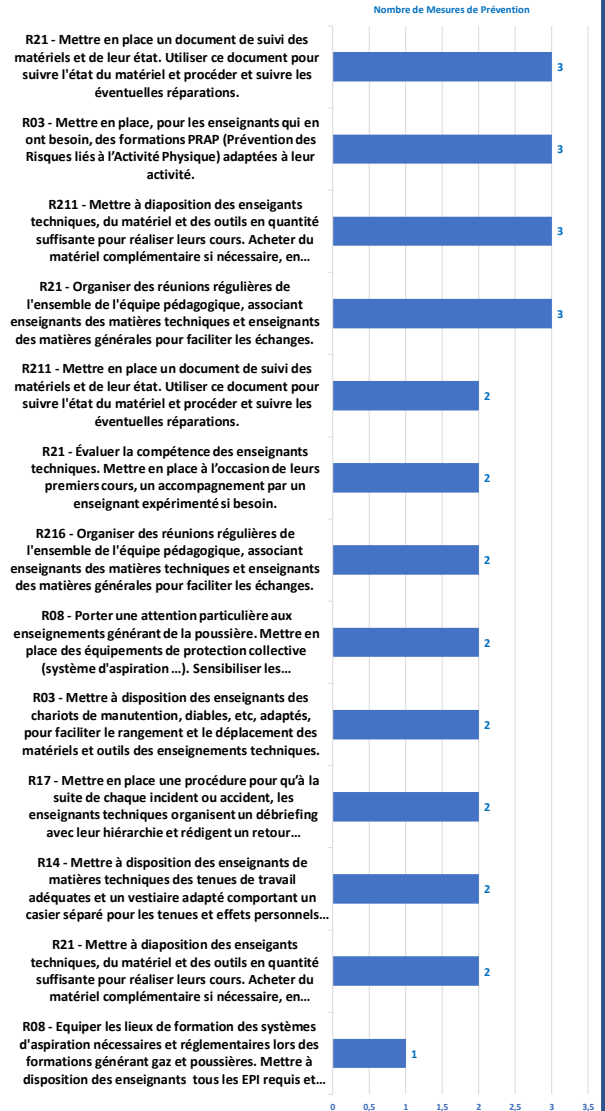 Nombre de Mesures de Prévention
R21 - Mettre en place un document de suivi des
matériels et de leur état. Utiliser ce document pour
suivre l'état du matériel et procéder et suivre les
éventuelles réparations.
3
R03 - Mettre en place, pour les enseignants qui en
ont besoin, des formations PRAP (Prévention des
Risques liés à l’Activité Physique) adaptées à leur
activité.
3
R211 - Mettre à diaposition des enseigants
techniques, du matériel et des outils en quantité
suffisante pour réaliser leurs cours. Acheter du
matériel complémentaire si nécessaire, en…
3
R21 - Organiser des réunions régulières de
l'ensemble de l'équipe pédagogique, associant
enseignants des matières techniques et enseignants
des matières générales pour faciliter les échanges.
3
R211 - Mettre en place un document de suivi des
matériels et de leur état. Utiliser ce document pour
suivre l'état du matériel et procéder et suivre les
éventuelles réparations.
2
R21 - Évaluer la compétence des enseignants
techniques. Mettre en place à l’occasion de leurs
premiers cours, un accompagnement par un
enseignant expérimenté si besoin.
2
R216 - Organiser des réunions régulières de
l'ensemble de l'équipe pédagogique, associant
enseignants des matières techniques et enseignants
des matières générales pour faciliter les échanges.
2
R08 - Porter une attention particulière aux
enseignements générant de la poussière. Mettre en
place des équipements de protection collective
(système d'aspiration ...). Sensibiliser les…
2
R03 - Mettre à disposition des enseignants des
chariots de manutention, diables, etc, adaptés,
pour faciliter le rangement et le déplacement des
matériels et outils des enseignements techniques.
2
R17 - Mettre en place une procédure pour qu’à la
suite de chaque incident ou accident, les
enseignants techniques organisent un débriefing
avec leur hiérarchie et rédigent un retour…
2
R14 - Mettre à disposition des enseignants de
matières techniques des tenues de travail
adéquates et un vestiaire adapté comportant un
casier séparé pour les tenues et effets personnels…
2
R21 - Mettre à diaposition des enseigants
techniques, du matériel et des outils en quantité
suffisante pour réaliser leurs cours. Acheter du
matériel complémentaire si nécessaire, en…
2
R08 - Equiper les lieux de formation des systèmes
d'aspiration nécessaires et réglementaires lors des
formations générant gaz et poussières. Mettre à
disposition des enseignants tous les EPI requis et…
1
0 0,5 1 1,5 2 2,5 3 3,5